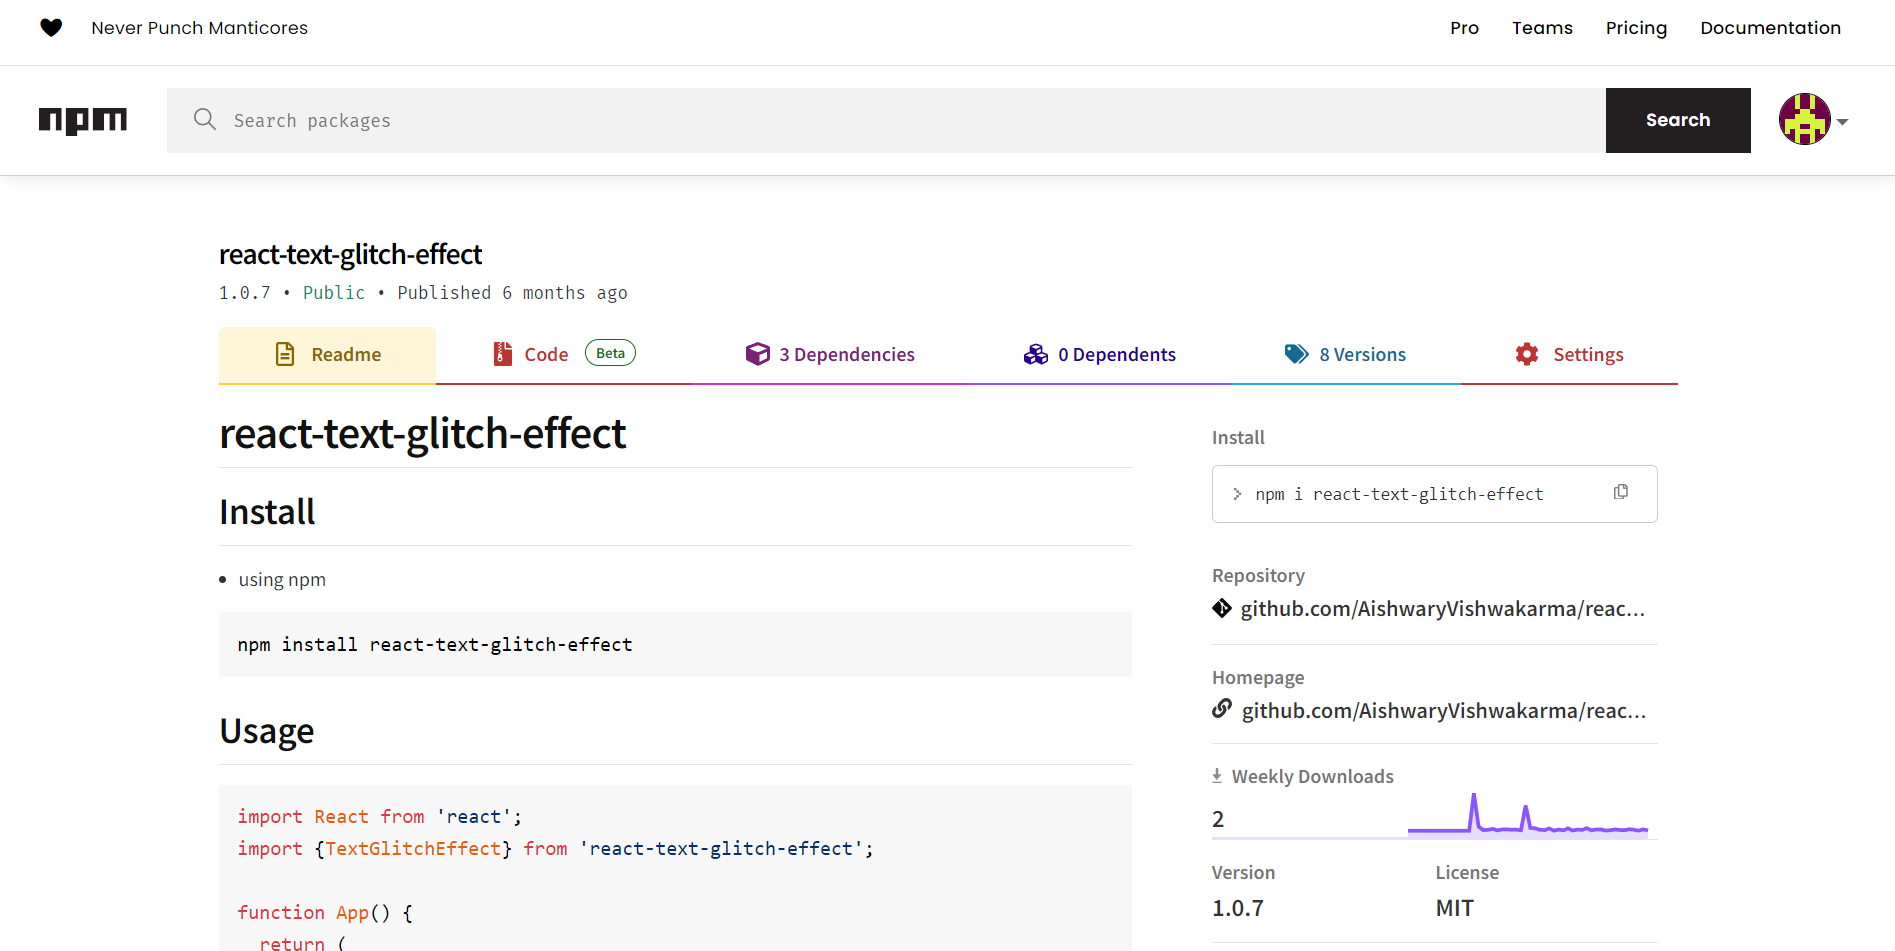 Never Punch Manticores
Pro Teams Pricing Documentation
npm
Search packages
Search
react-text-glitch-effect
1.0.7 • Public • Published 6 months ago
Readme
Code Beta
3 Dependencies
0 Dependents
8 Versions
Settings
react-text-glitch-effect
Install
• using npm
npm install react-text-glitch-effect
Usage
import React from 'react';
import {TextGlitchEffect} from 'react-text-glitch-effect';
function App() {
return (
Install
> npm i react-text-glitch-effect
Repository
github.com/AishwaryVishwakarma/reac...
Homepage
github.com/AishwaryVishwakarma/reac...
Weekly Downloads
2
Version
1.0.7
License
MIT